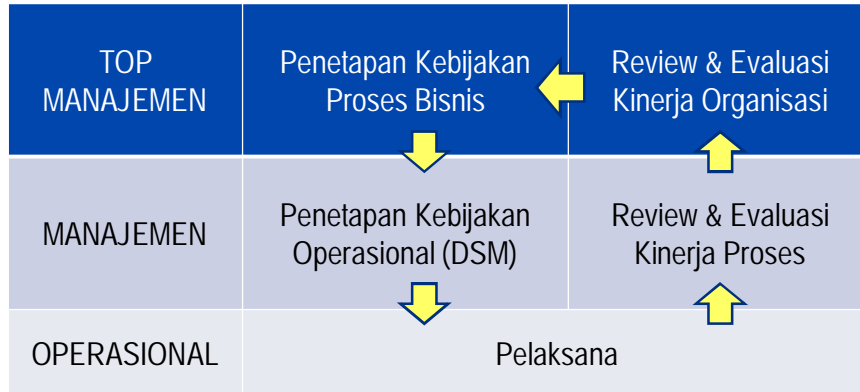 TOP
MANAJEMEN
Penetapan Kebijakan
Proses Bisnis
Review & Evaluasi
Kinerja Organisasi
MANAJEMEN
Penetapan Kebijakan
Operasional (DSM)
Review & Evaluasi
Kinerja Proses
OPERASIONAL
Pelaksana